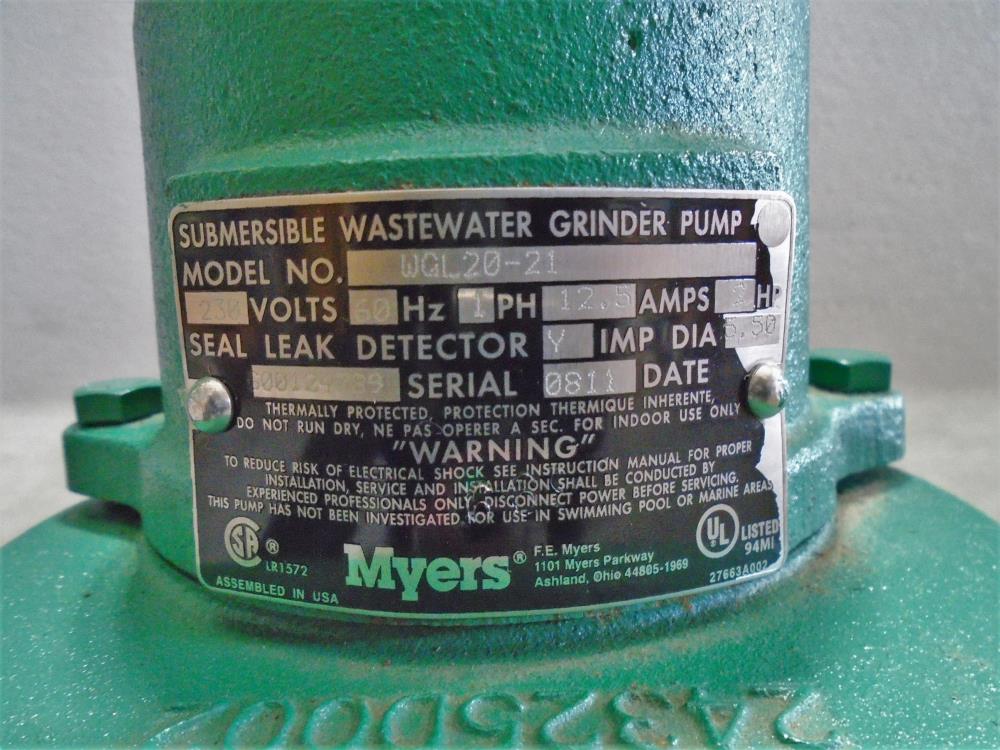 SUBMERSIBLE WASTEWATER GRINDER PUMP
MODEL NO. WGL20-21
230 VOLTS 60 Hz 1 PH 12.5 AMPS 2 HP
SEAL LEAK DETECTOR Y IMP DIA 5.50
SERIAL 0811 DATE
THERMALLY PROTECTED, PROTECTION THERMIQUE INHERENTE,
DO NOT RUN DRY, NE PAS OPERER A SEC. FOR INDOOR USE ONLY
"WARNING"
TO REDUCE RISK OF ELECTRICAL SHOCK SEE INSTRUCTION MANUAL FOR PROPER
INSTALLATION, SERVICE AND INSTALLATION SHALL BE CONDUCTED BY
EXPERIENCED PROFESSIONALS ONLY. DISCONNECT POWER BEFORE SERVICING.
THIS PUMP HAS NOT BEEN INVESTIGATED FOR USE IN SWIMMING POOL OR MARINE AREAS
SA ®
LR1572
ASSEMBLED IN USA
Myers®
F.E. Myers
1101 Myers Parkway
Ashland, Ohio 44805-1969
UL LISTED
94MI
27663A002